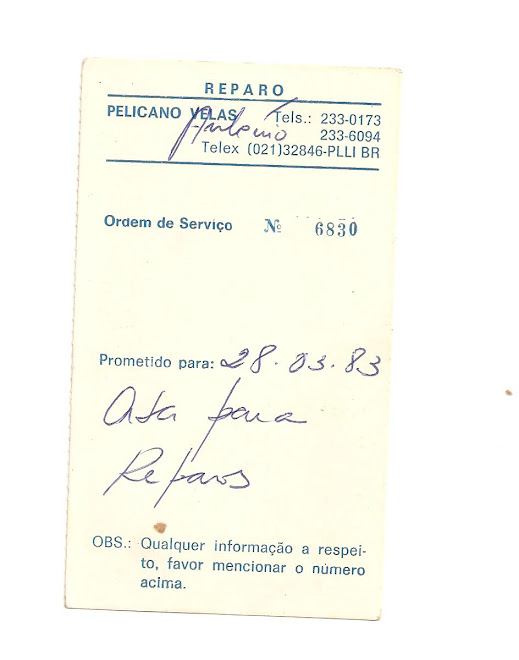 REPARO
PELICANO VELAS Tels.: 233-0173
Antonio 233-6094
Telex (021)32846-PLLI BR
Ordem de Serviço Nº 6830
Prometido para: 28.03.83
Asa para
Reparos
OBS.: Qualquer informação a respei-
to, favor mencionar o número
acima.